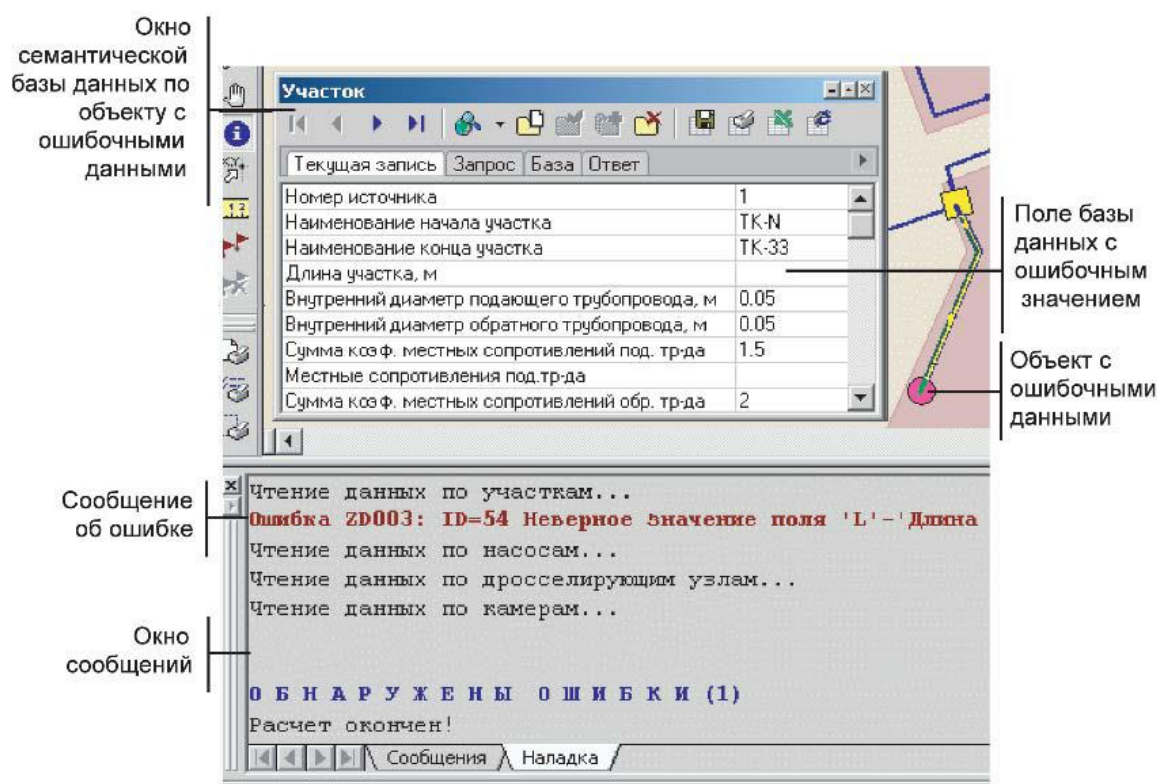 Окно
семантической
базы данных по
объекту с
ошибочными
данными
Участок
Текущая запись Запрос База Ответ
Номер источника 1
Наименование начала участка ТК-N
Наименование конца участка ТК-33
Длина участка, м
Внутренний диаметр подающего трубопровода, м 0.05
Внутренний диаметр обратного трубопровода, м 0.05
Сумма коэф. местных сопротивлений под. тр-да 1.5
Местные сопротивления под.тр-да
Сумма коэф. местных сопротивлений обр. тр-да 2
Поле базы
данных с
ошибочным
значением
Объект с
ошибочными
данными
Сообщение
об ошибке
Окно
сообщений
Чтение данных по участкам...
Ошибка ZD003: ID=54 Неверное значение поля 'L'-'Длина
Чтение данных по насосам...
Чтение данных по дросселирующим узлам...
Чтение данных по камерам...
О Б Н А Р У Ж Е Н Ы О Ш И Б К И (1)
Расчет окончен!
Сообщения Наладка